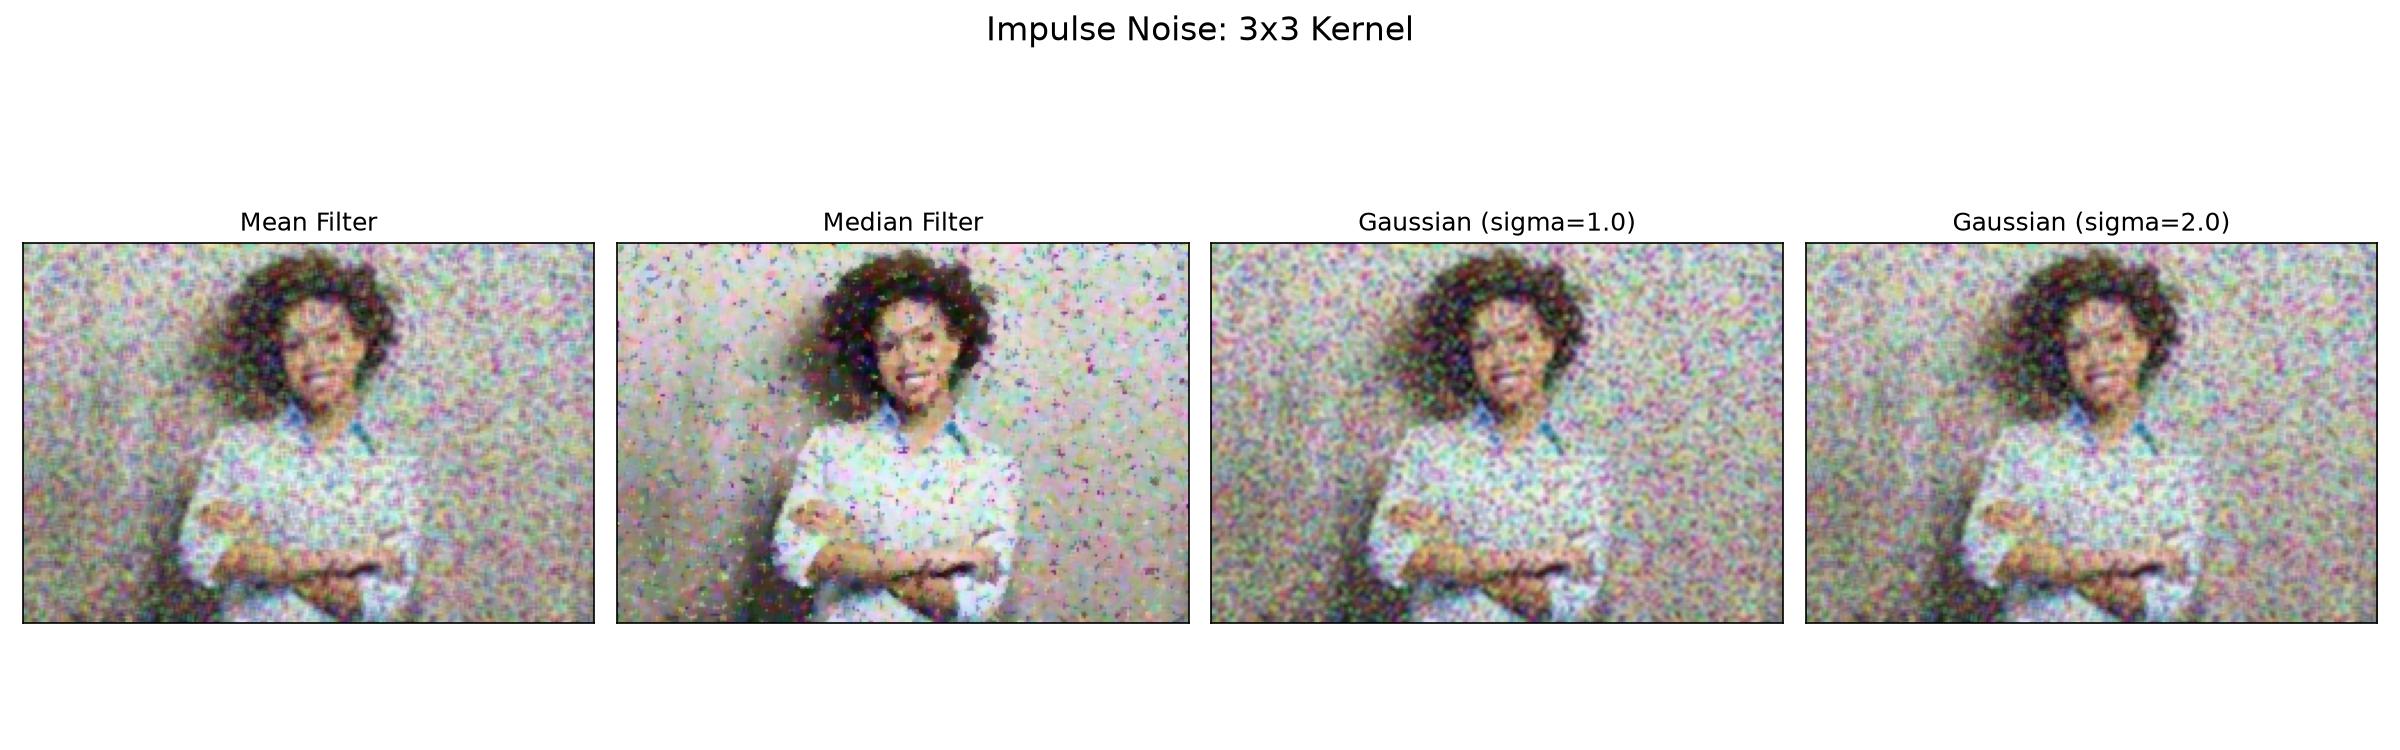 Impulse Noise: 3x3 Kernel
Mean Filter
Median Filter
Gaussian (sigma=1.0)
Gaussian (sigma=2.0)